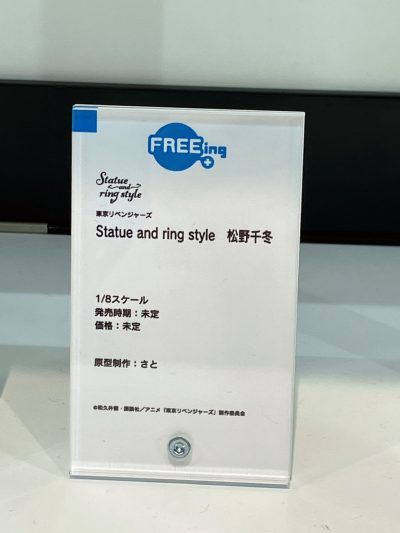 FREEing
Statue
and
ring style
東京リベンジャーズ
Statue and ring style 松野千冬
1/8スケール
発売時期：未定
価格：未定
原型制作：さと
©和久井健・講談社／アニメ「東京リベンジャーズ」製作委員会